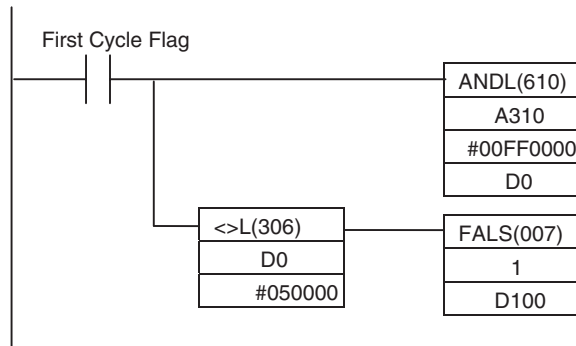 First Cycle Flag
ANDL(610)
A310
#00FF0000
D0
<>L(306)
D0
#050000
FALS(007)
1
D100